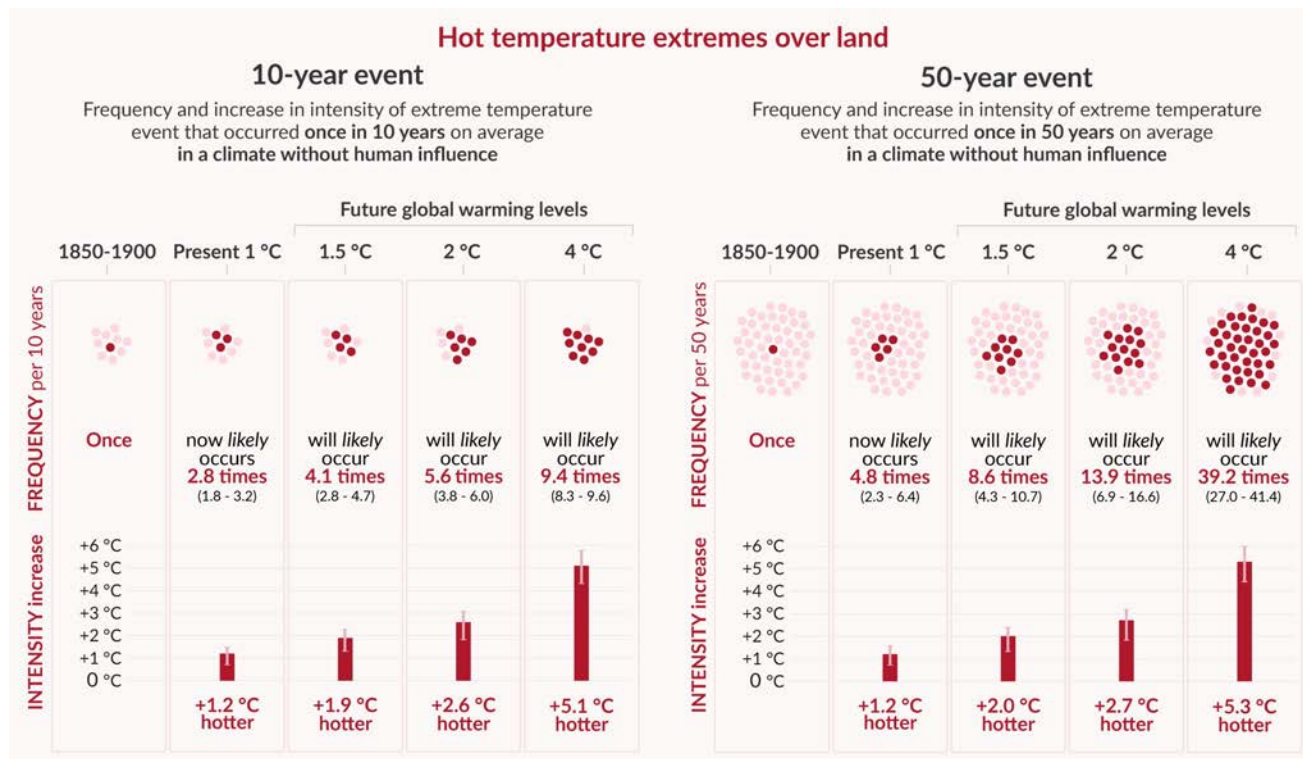 Hot temperature extremes over land
10-year event
Frequency and increase in intensity of extreme temperature
event that occurred once in 10 years on average
in a climate without human influence
Future global warming levels
1850-1900
Present 1 °C
1.5 °C
2 °C
4 °C
FREQUENCY per 10 years
Once
now likely
occurs
2.8 times
(1.8 - 3.2)
will likely
occur
4.1 times
(2.8 - 4.7)
will likely
occur
5.6 times
(3.8 - 6.0)
will likely
occur
9.4 times
(8.3 - 9.6)
INTENSITY increase
+6 °C
+5 °C
+4 °C
+3 °C
+2 °C
+1 °C
0 °C
+1.2 °C
hotter
+1.9 °C
hotter
+2.6 °C
hotter
+5.1 °C
hotter
50-year event
Frequency and increase in intensity of extreme temperature
event that occurred once in 50 years on average
in a climate without human influence
Future global warming levels
1850-1900
Present 1 °C
1.5 °C
2 °C
4 °C
FREQUENCY per 50 years
Once
now likely
occurs
4.8 times
(2.3 - 6.4)
will likely
occur
8.6 times
(4.3 - 10.7)
will likely
occur
13.9 times
(6.9 - 16.6)
will likely
occur
39.2 times
(27.0 - 41.4)
INTENSITY increase
+6 °C
+5 °C
+4 °C
+3 °C
+2 °C
+1 °C
0 °C
+1.2 °C
hotter
+2.0 °C
hotter
+2.7 °C
hotter
+5.3 °C
hotter